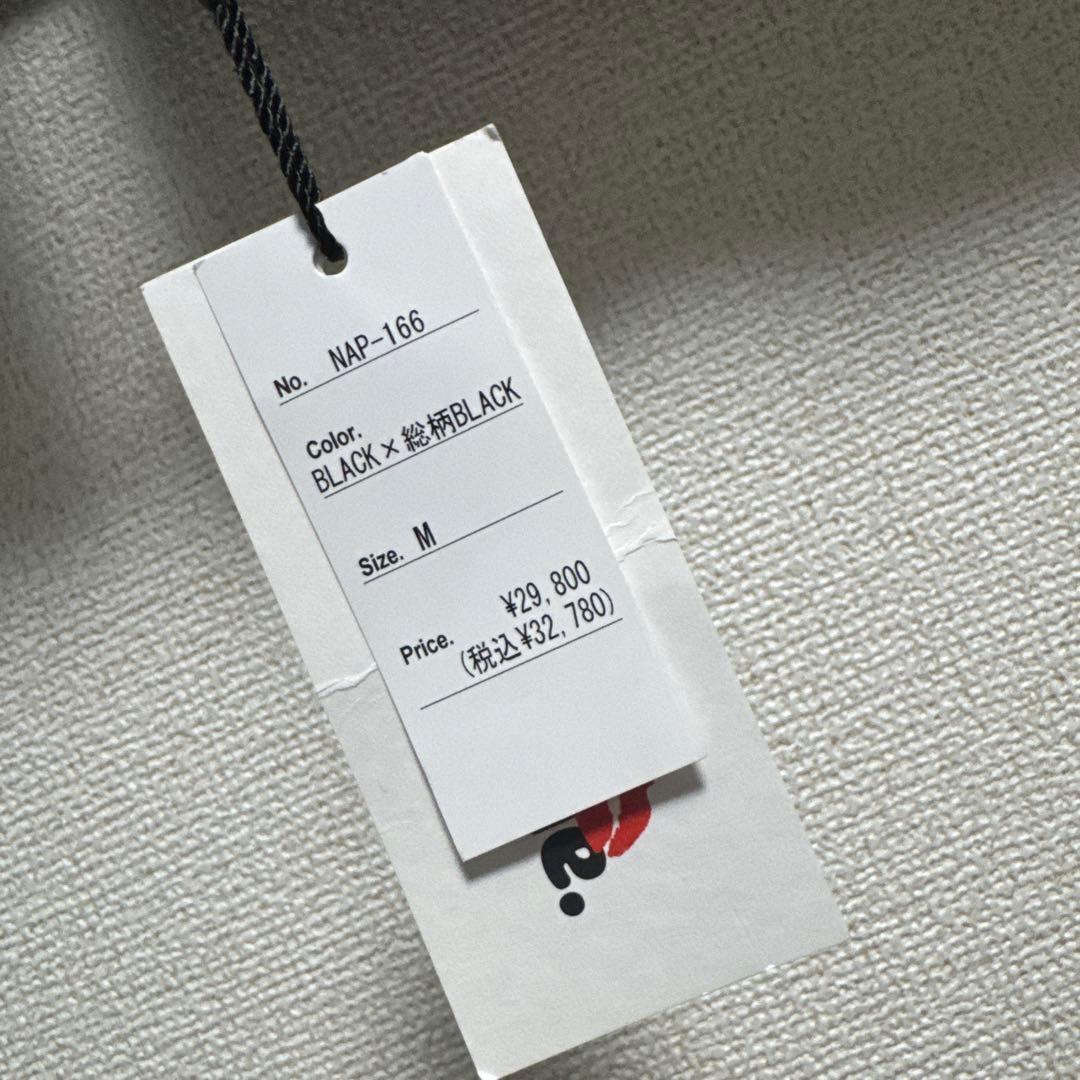 No. NAP-166
Color.
BLACK×総柄BLACK
Size. M
¥29,800
Price. (税込¥32,780)
e.